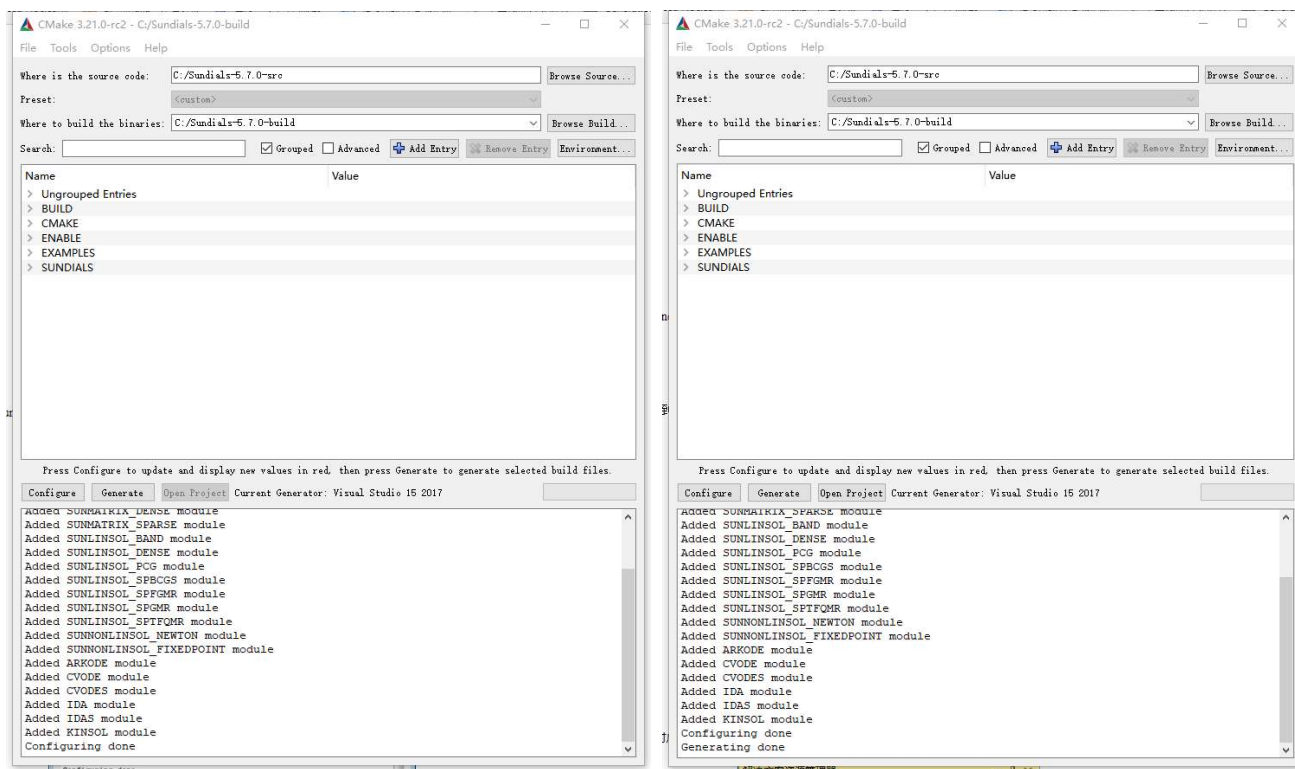 CMake 3.21.0-rc2 - C:/Sundials-5.7.0-build
File Tools Options Help
Where is the source code: C:/Sundials-5.7.0-src Browse Source...
Preset: <custom>
Where to build the binaries: C:/Sundials-5.7.0-build Browse Build...
Search: Grouped Advanced Add Entry Remove Entry Environment...
Name Value
Ungrouped Entries
BUILD
CMAKE
ENABLE
EXAMPLES
SUNDIALS
Press Configure to update and display new values in red, then press Generate to generate selected build files.
Configure Generate Open Project Current Generator: Visual Studio 15 2017
Added SUNMATRIX_DENSE module
Added SUNMATRIX_SPARSE module
Added SUNLINSOL_BAND module
Added SUNLINSOL_DENSE module
Added SUNLINSOL_PCG module
Added SUNLINSOL_SPBCGS module
Added SUNLINSOL_SPFGMR module
Added SUNLINSOL_SPGMR module
Added SUNLINSOL_SPTFQMR module
Added SUNNONLINSOL_NEWTON module
Added SUNNONLINSOL_FIXEDPOINT module
Added ARKODE module
Added CVODE module
Added CVODES module
Added IDA module
Added IDAS module
Added KINSOL module
Configuring done
CMake 3.21.0-rc2 - C:/Sundials-5.7.0-build
File Tools Options Help
Where is the source code: C:/Sundials-5.7.0-src Browse Source...
Preset: <custom>
Where to build the binaries: C:/Sundials-5.7.0-build Browse Build...
Search: Grouped Advanced Add Entry Remove Entry Environment...
Name Value
Ungrouped Entries
BUILD
CMAKE
ENABLE
EXAMPLES
SUNDIALS
Press Configure to update and display new values in red, then press Generate to generate selected build files.
Configure Generate Open Project Current Generator: Visual Studio 15 2017
Added SUNMATRIX_SPARSE module
Added SUNLINSOL_BAND module
Added SUNLINSOL_DENSE module
Added SUNLINSOL_PCG module
Added SUNLINSOL_SPBCGS module
Added SUNLINSOL_SPFGMR module
Added SUNLINSOL_SPGMR module
Added SUNLINSOL_SPTFQMR module
Added SUNNONLINSOL_NEWTON module
Added SUNNONLINSOL_FIXEDPOINT module
Added ARKODE module
Added CVODE module
Added CVODES module
Added IDA module
Added IDAS module
Added KINSOL module
Configuring done
Generating done